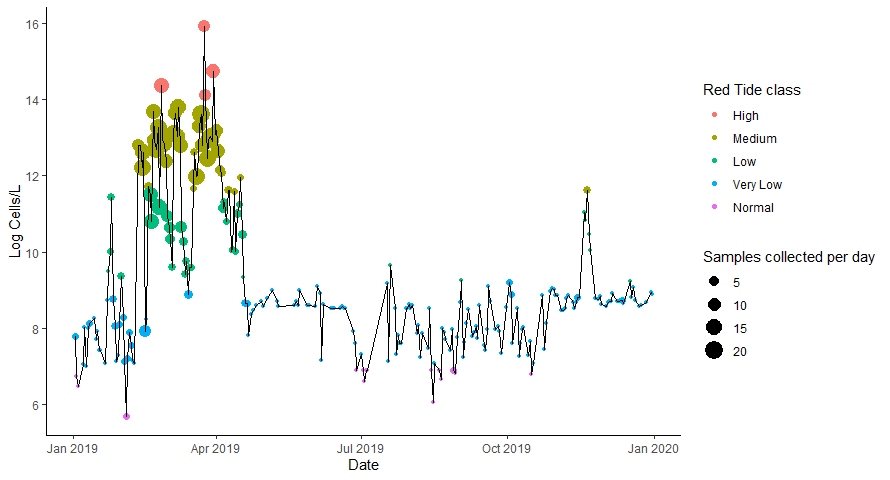 16
14
12
10
8
6
Log Cells/L
Jan 2019
Apr 2019
Jul 2019
Oct 2019
Jan 2020
Date
Red Tide class
High
Medium
Low
Very Low
Normal
Samples collected per day
5
10
15
20